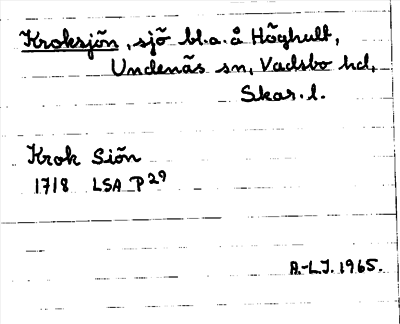 Kroksjön, sjö bl.a. å Höghult,
Undenäs sn, Vadsbo hd,
Skar. l.
Krok Siön
1718 LSA P29
A.-L.J. 1965.